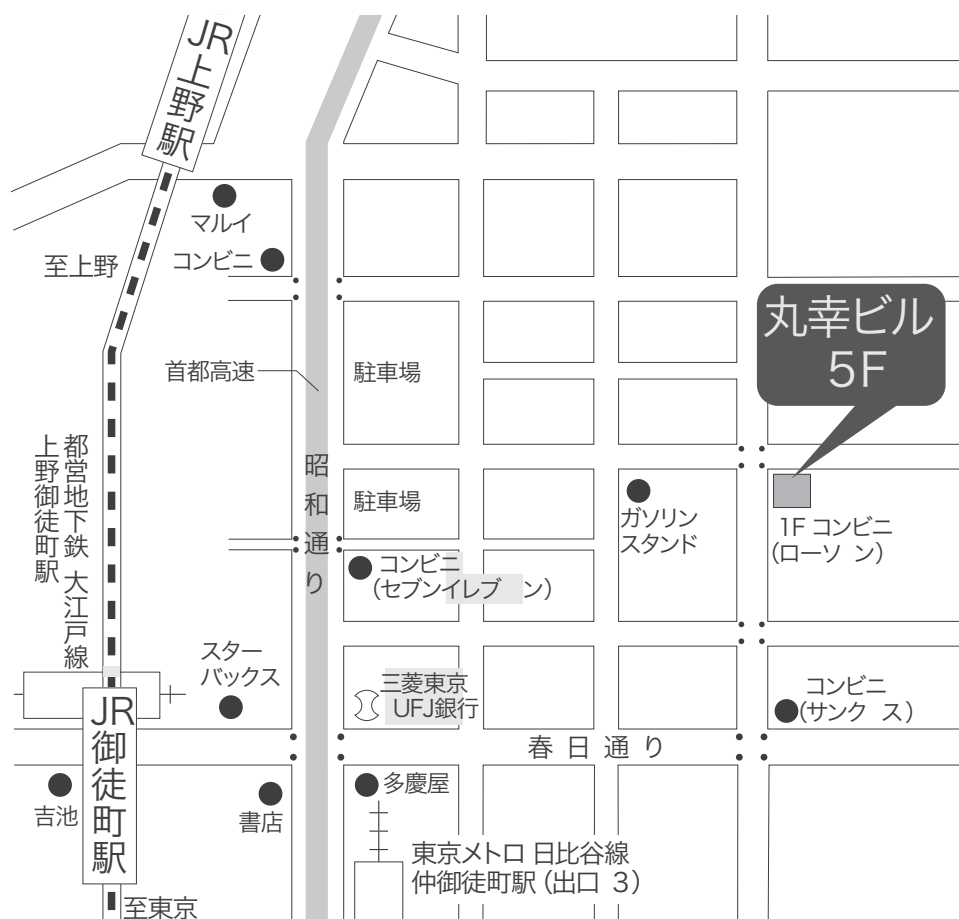 JR上野駅
マルイ
コンビニ
至上野
丸幸ビル
5F
首都高速
駐車場
昭和通り
都営地下鉄 大江戸線
上野御徒町駅
駐車場
ガソリン
スタンド
1F コンビニ
(ローソン)
コンビニ
(セブンイレブン)
スター
バックス
三菱東京
UFJ銀行
コンビニ
(サンクス)
JR御徒町駅
春日通り
吉池
書店
多慶屋
東京メトロ 日比谷線
仲御徒町駅(出口 3)
至東京